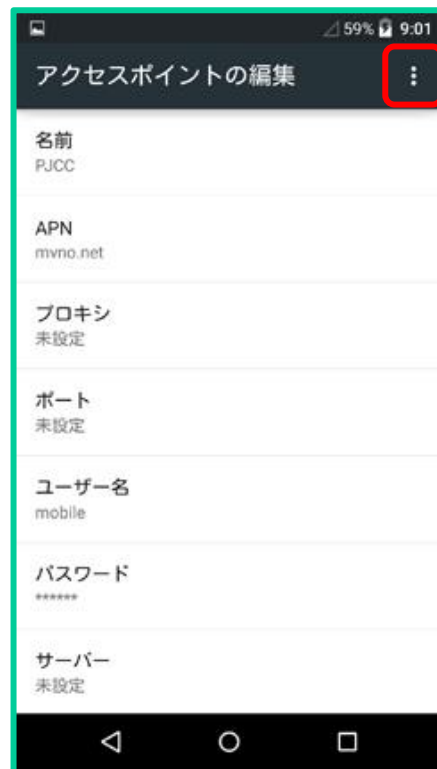 59% 9:01
アクセスポイントの編集
名前
PJCC
APN
mvno.net
プロキシ
未設定
ポート
未設定
ユーザー名
mobile
パスワード
******
サーバー
未設定